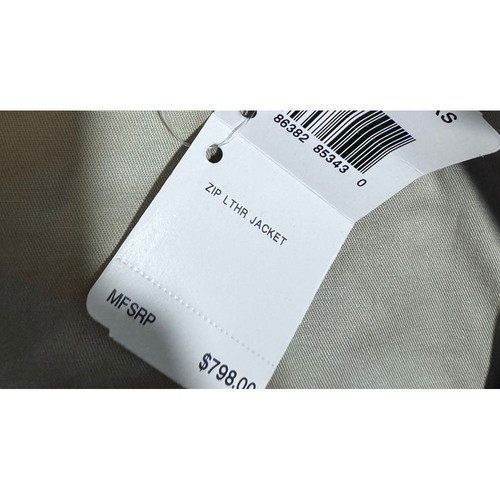 86382 85343 0
ZIP LTHR JACKET
MFSRP
$798.00